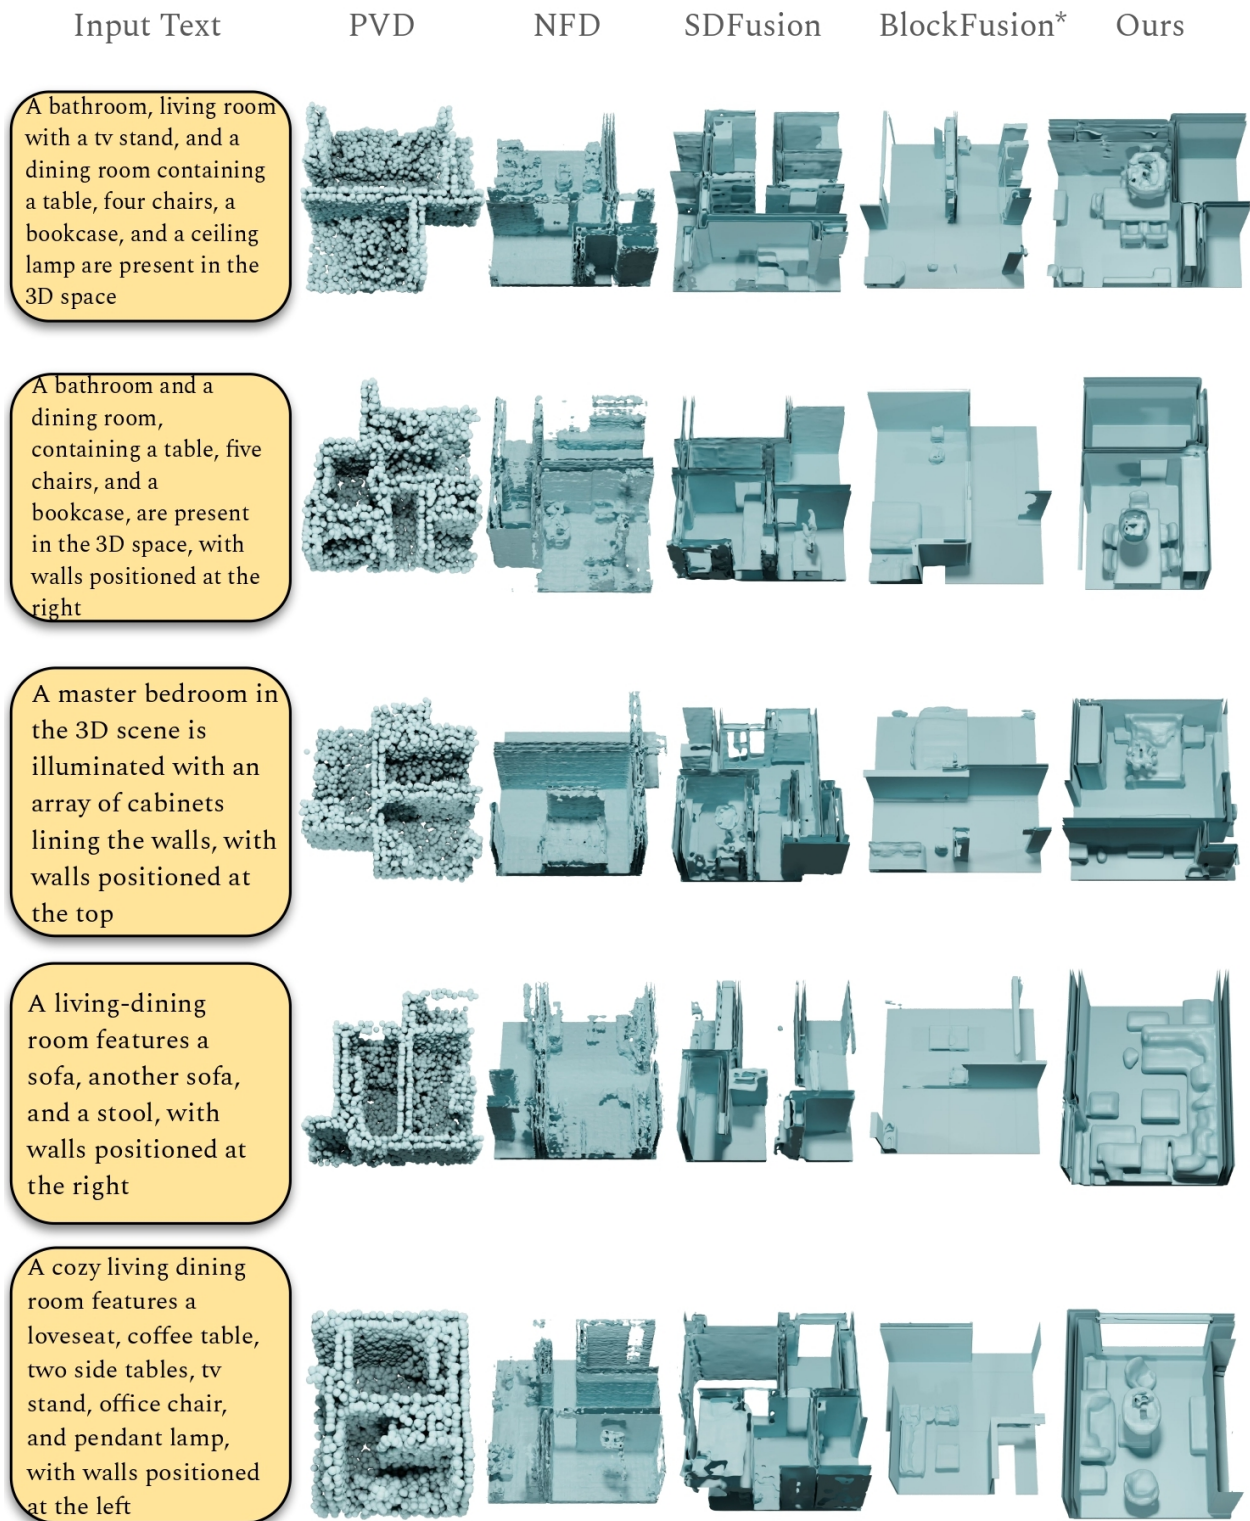 Input Text PVD NFD SDFusion BlockFusion* Ours
A bathroom, living room
with a tv stand, and a
dining room containing
a table, four chairs, a
bookcase, and a ceiling
lamp are present in the
3D space
A bathroom and a
dining room,
containing a table, five
chairs, and a
bookcase, are present
in the 3D space, with
walls positioned at the
right
A master bedroom in
the 3D scene is
illuminated with an
array of cabinets
lining the walls, with
walls positioned at
the top
A living-dining
room features a
sofa, another sofa,
and a stool, with
walls positioned at
the right
A cozy living dining
room features a
loveseat, coffee table,
two side tables, tv
stand, office chair,
and pendant lamp,
with walls positioned
at the left